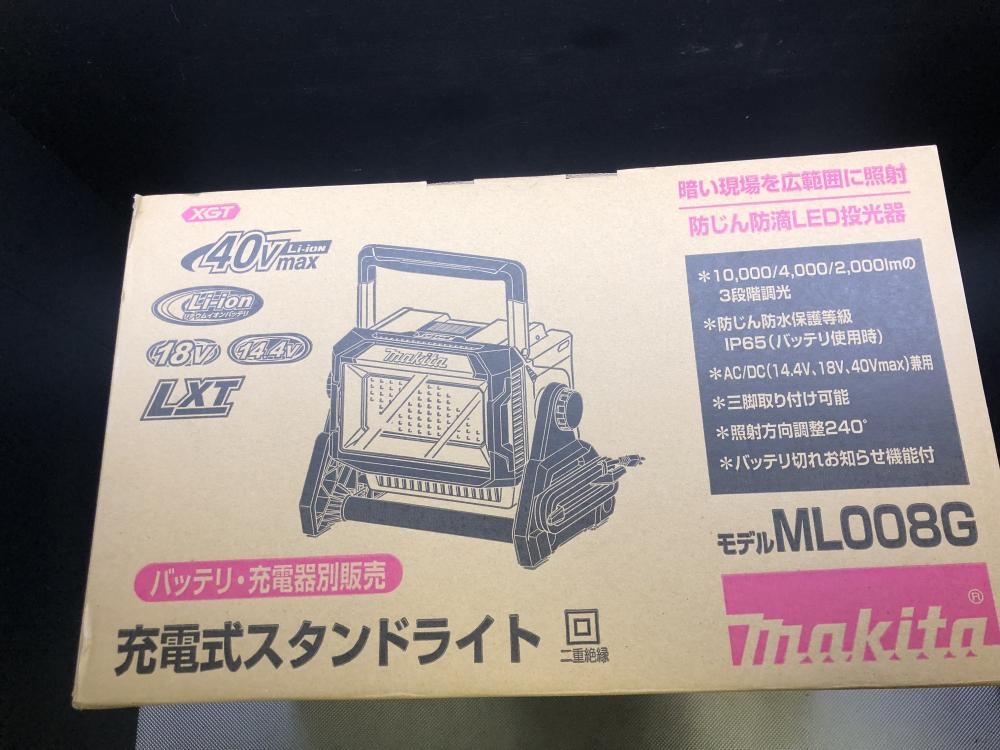 XGT
40Vmax Li-ion
Li-ion
リチウムイオンバッテリ
18V 14.4V
LXT
makita
暗い現場を広範囲に照射
防じん防滴LED投光器
*10,000/4,000/2,000lmの
3段階調光
*防じん防水保護等級
IP65(バッテリ使用時)
*AC/DC(14.4V、18V、40Vmax)兼用
*三脚取り付け可能
*照射方向調整240°
*バッテリ切れお知らせ機能付
モデルML008G
バッテリ・充電器別販売
充電式スタンドライト
二重絶縁
makita®